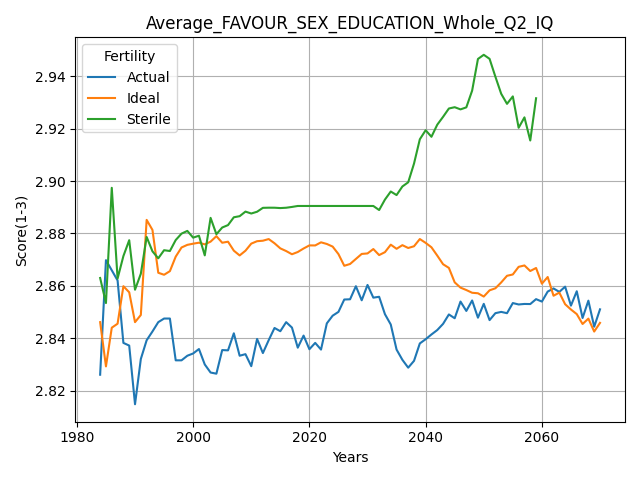 Average_FAVOUR_SEX_EDUCATION_Whole_Q2_IQ
Fertility
Actual
Ideal
Sterile
Score(1-3)
2.94
2.92
2.90
2.88
2.86
2.84
2.82
1980
2000
2020
2040
2060
Years